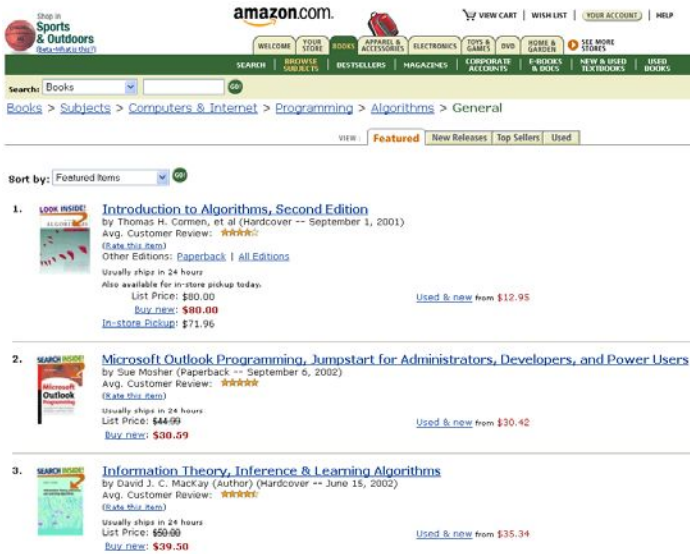 Shop in
Sports
& Outdoors
(Beta-What is this?)
amazon.com.
VIEW CART | WISH LIST | YOUR ACCOUNT | HELP
WELCOME YOUR STORE BOOKS APPAREL & ACCESSORIES ELECTRONICS TOYS & GAMES DVD HOME & GARDEN SEE MORE STORES
SEARCH BROWSE SUBJECTS BESTSELLERS MAGAZINES CORPORATE ACCOUNTS E-BOOKS & DOCS NEW & USED TEXTBOOKS USED BOOKS
Search: Books GO!
Books > Subjects > Computers & Internet > Programming > Algorithms > General
VIEW: Featured New Releases Top Sellers Used
Sort by: Featured Items GO!
1. LOOK INSIDE! Introduction to Algorithms, Second Edition
by Thomas H. Cormen, et al (Hardcover -- September 1, 2001)
Avg. Customer Review:
(Rate this item)
Other Editions: Paperback | All Editions
Usually ships in 24 hours
Also available for in-store pickup today.
List Price: $80.00
Buy new: $80.00
Used & new from $12.95
In-store Pickup: $71.96
2. SEARCH INSIDE! Microsoft Outlook Programming, Jumpstart for Administrators, Developers, and Power Users
by Sue Mosher (Paperback -- September 6, 2002)
Avg. Customer Review:
(Rate this item)
Microsoft
Outlook
Programming
Usually ships in 24 hours
List Price: $44.99
Used & new from $30.42
Buy new: $30.59
3. SEARCH INSIDE! Information Theory, Inference & Learning Algorithms
by David J. C. MacKay (Author) (Hardcover -- June 15, 2002)
Avg. Customer Review:
(Rate this item)
Usually ships in 24 hours
List Price: $50.00
Used & new from $35.34
Buy new: $39.50